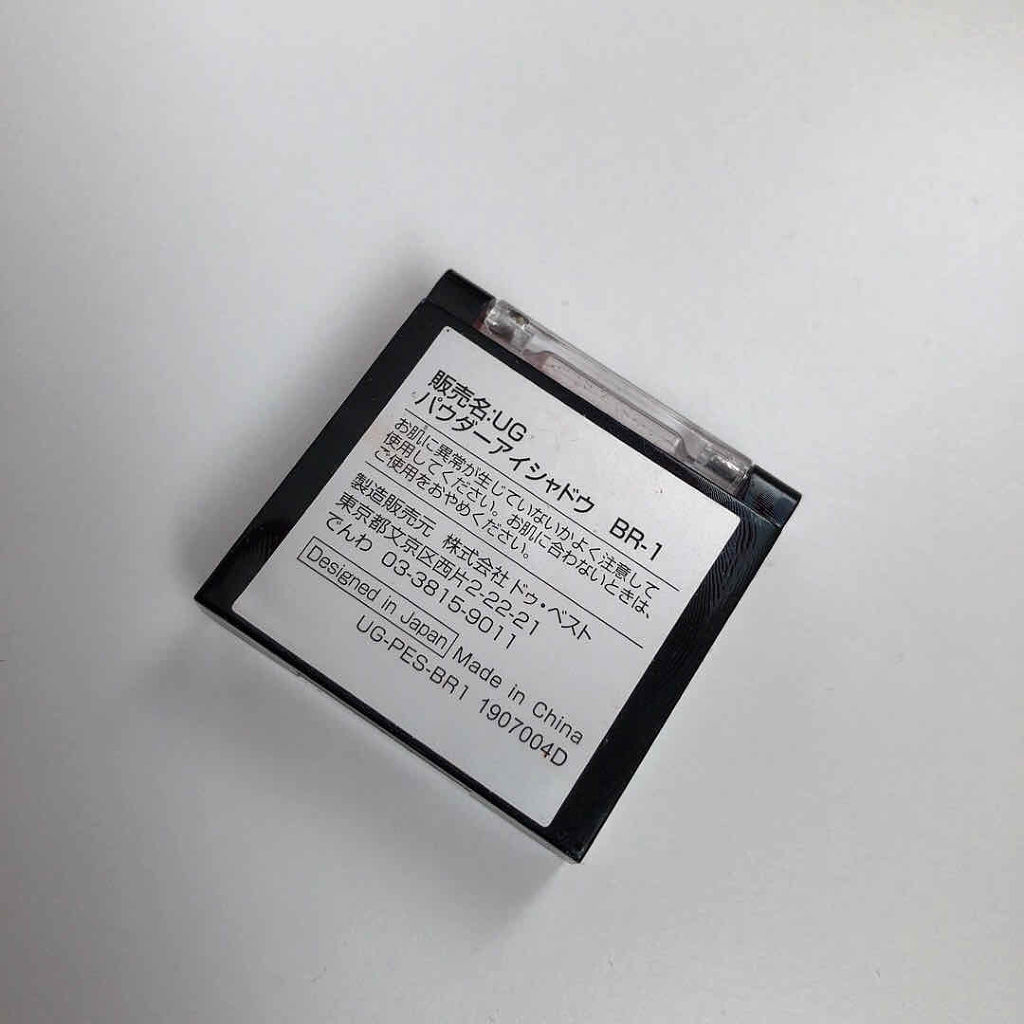 販売名:UG
パウダーアイシャドウ BR-1
お肌に異常が生じていないかよく注意して
使用してください。お肌に合わないときは、
ご使用をおやめください。
製造販売元 株式会社ドゥ・ベスト
東京都文京区西片2-22-21
でんわ 03-3815-9011
Designed in Japan Made in China
UG-PES-BR1 1907004D